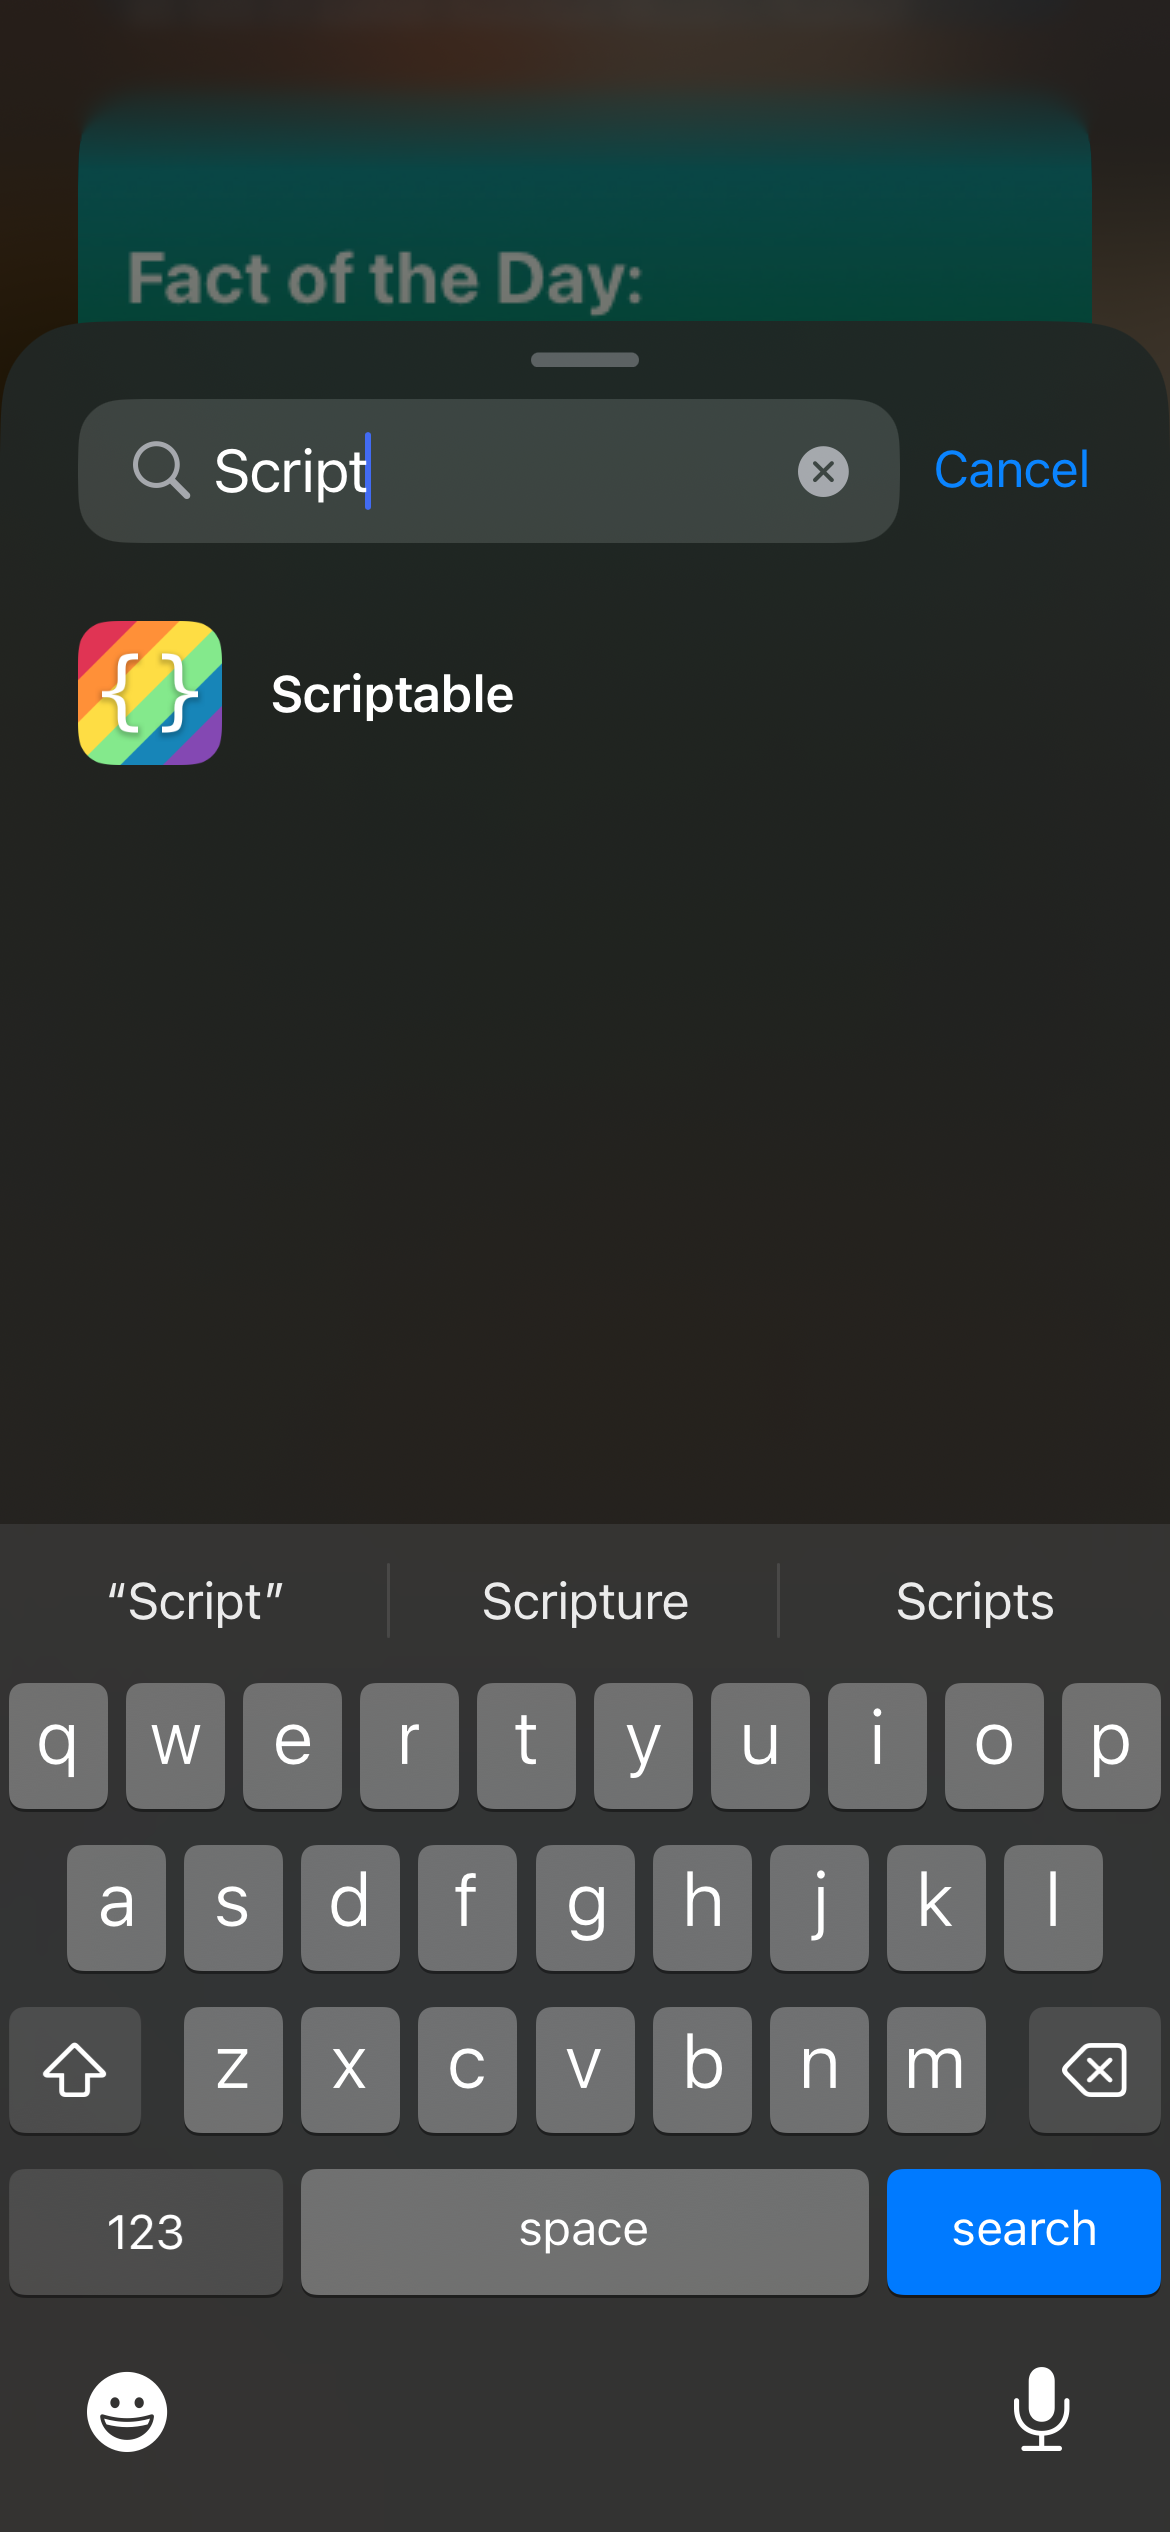 Fact of the Day:
Script
Cancel
{}
Scriptable
“Script” Scripture Scripts
q w e r t y u i o p
a s d f g h j k l
z x c v b n m
123 space search